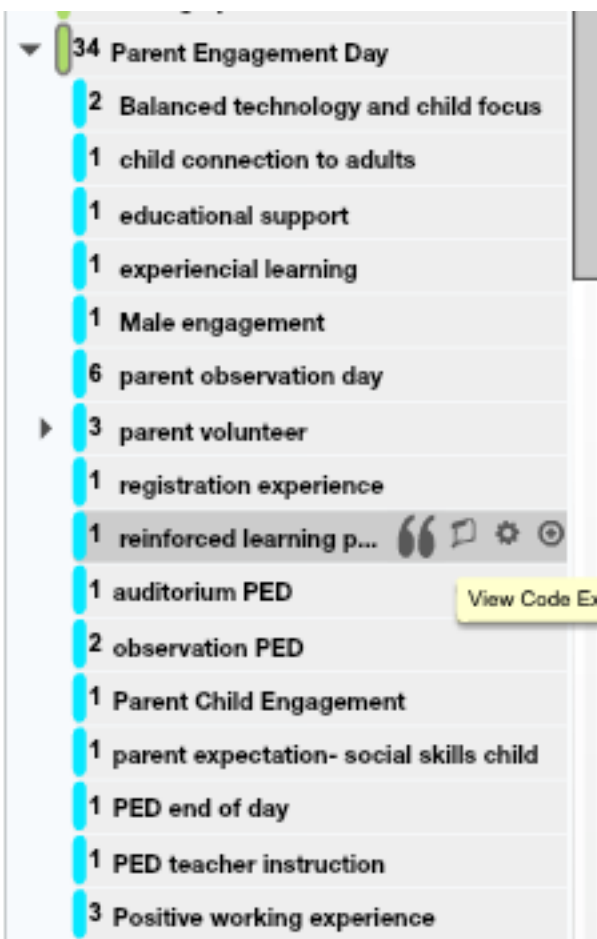 34 Parent Engagement Day
2 Balanced technology and child focus
1 child connection to adults
1 educational support
1 experiencial learning
1 Male engagement
6 parent observation day
3 parent volunteer
1 registration experience
1 reinforced learning p...
1 auditorium PED
View Code Ex
2 observation PED
1 Parent Child Engagement
1 parent expectation- social skills child
1 PED end of day
1 PED teacher instruction
3 Positive working experience